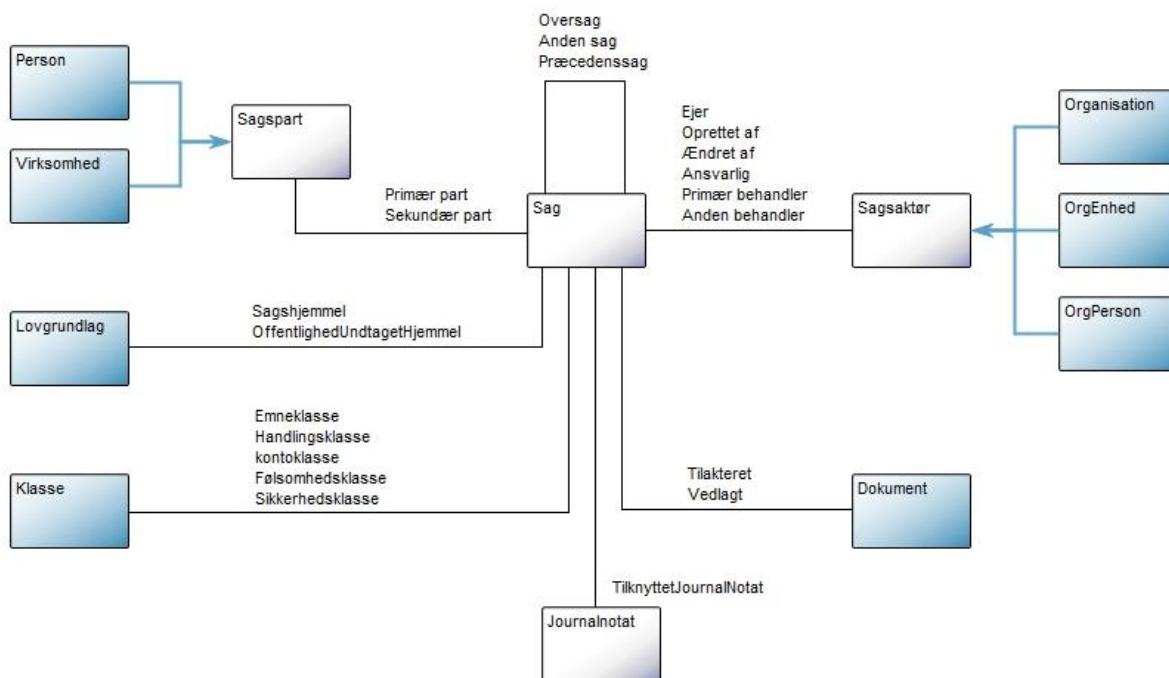 Oversag
Anden sag
Præcedenssag
Person
Sagspart
Virksomhed
Primær part
Sekundær part
Sag
Ejer
Oprettet af
Ændret af
Ansvarlig
Primær behandler
Anden behandler
Sagsaktør
Organisation
OrgEnhed
OrgPerson
Lovgrundlag
Sagshjemmel
OffentlighedUndtagetHjemmel
Klasse
Emneklasse
Handlingsklasse
kontoklasse
Følsomhedsklasse
Sikkerhedsklasse
Tilakteret
Vedlagt
Dokument
TilknyttetJournalNotat
Journalnotat